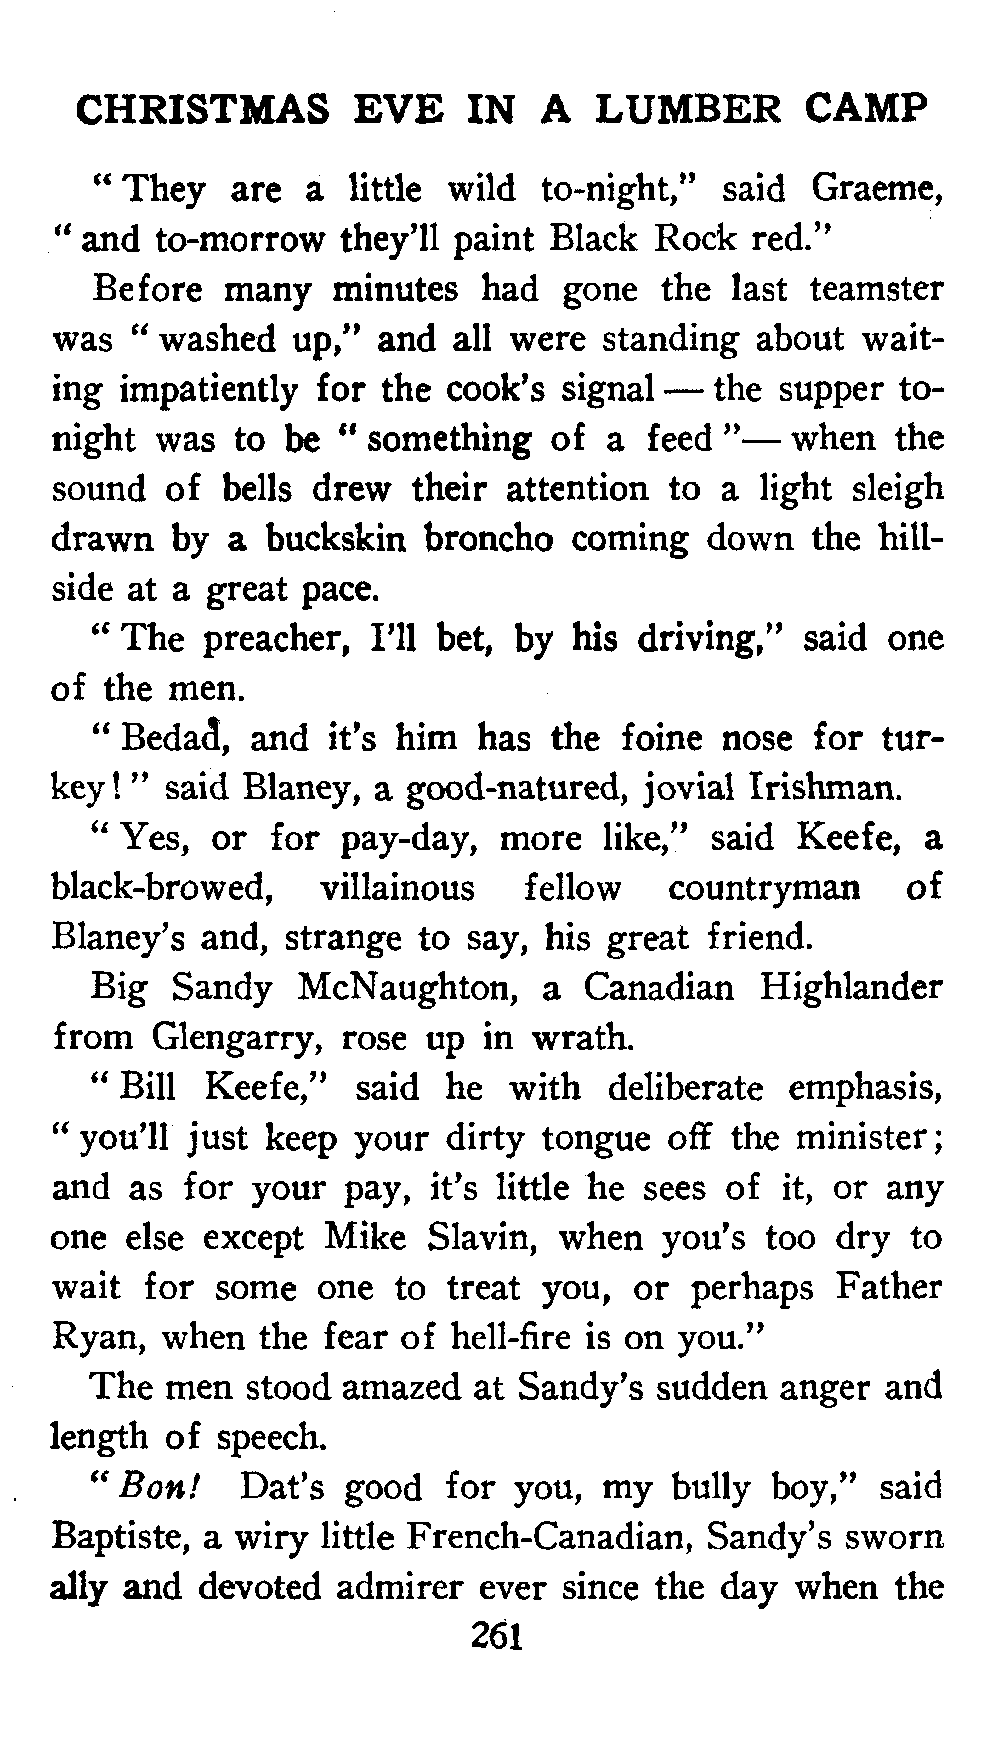 CHRISTMAS EVE IN A LUMBER CAMP
“ They are a little wild to-night,” said Graeme,
“ and to-morrow they’ll paint Black Rock red.”
Before many minutes had gone the last teamster
was “ washed up,” and all were standing about wait-
ing impatiently for the cook’s signal — the supper to-
night was to be “ something of a feed ”— when the
sound of bells drew their attention to a light sleigh
drawn by a buckskin broncho coming down the hill-
side at a great pace.
“ The preacher, I’ll bet, by his driving,” said one
of the men.
“ Bedad, and it’s him has the foine nose for tur-
key! ” said Blaney, a good-natured, jovial Irishman.
“ Yes, or for pay-day, more like,” said Keefe, a
black-browed, villainous fellow countryman of
Blaney’s and, strange to say, his great friend.
Big Sandy McNaughton, a Canadian Highlander
from Glengarry, rose up in wrath.
“ Bill Keefe,” said he with deliberate emphasis,
“ you’ll just keep your dirty tongue off the minister;
and as for your pay, it’s little he sees of it, or any
one else except Mike Slavin, when you’s too dry to
wait for some one to treat you, or perhaps Father
Ryan, when the fear of hell-fire is on you.”
The men stood amazed at Sandy’s sudden anger and
length of speech.
“ Bon! Dat’s good for you, my bully boy,” said
Baptiste, a wiry little French-Canadian, Sandy’s sworn
ally and devoted admirer ever since the day when the
261